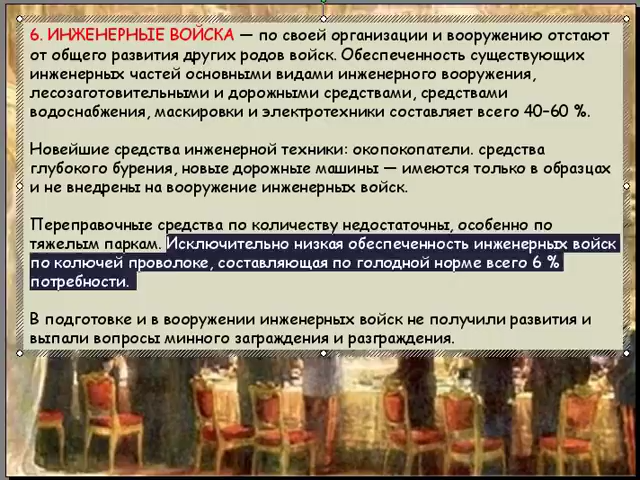 6. ИНЖЕНЕРНЫЕ ВОЙСКА — по своей организации и вооружению отстают
от общего развития других родов войск. Обеспеченность существующих
инженерных частей основными видами инженерного вооружения,
лесозаготовительными и дорожными средствами, средствами
водоснабжения, маскировки и электротехники составляет всего 40–60 %.
Новейшие средства инженерной техники: окопокопатели. средства
глубокого бурения, новые дорожные машины — имеются только в образцах
и не внедрены на вооружение инженерных войск.
Переправочные средства по количеству недостаточны, особенно по
тяжелым паркам. Исключительно низкая обеспеченность инженерных войск
по колючей проволоке, составляющая по голодной норме всего 6 %
потребности.
В подготовке и в вооружении инженерных войск не получили развития и
выпали вопросы минного заграждения и разграждения.